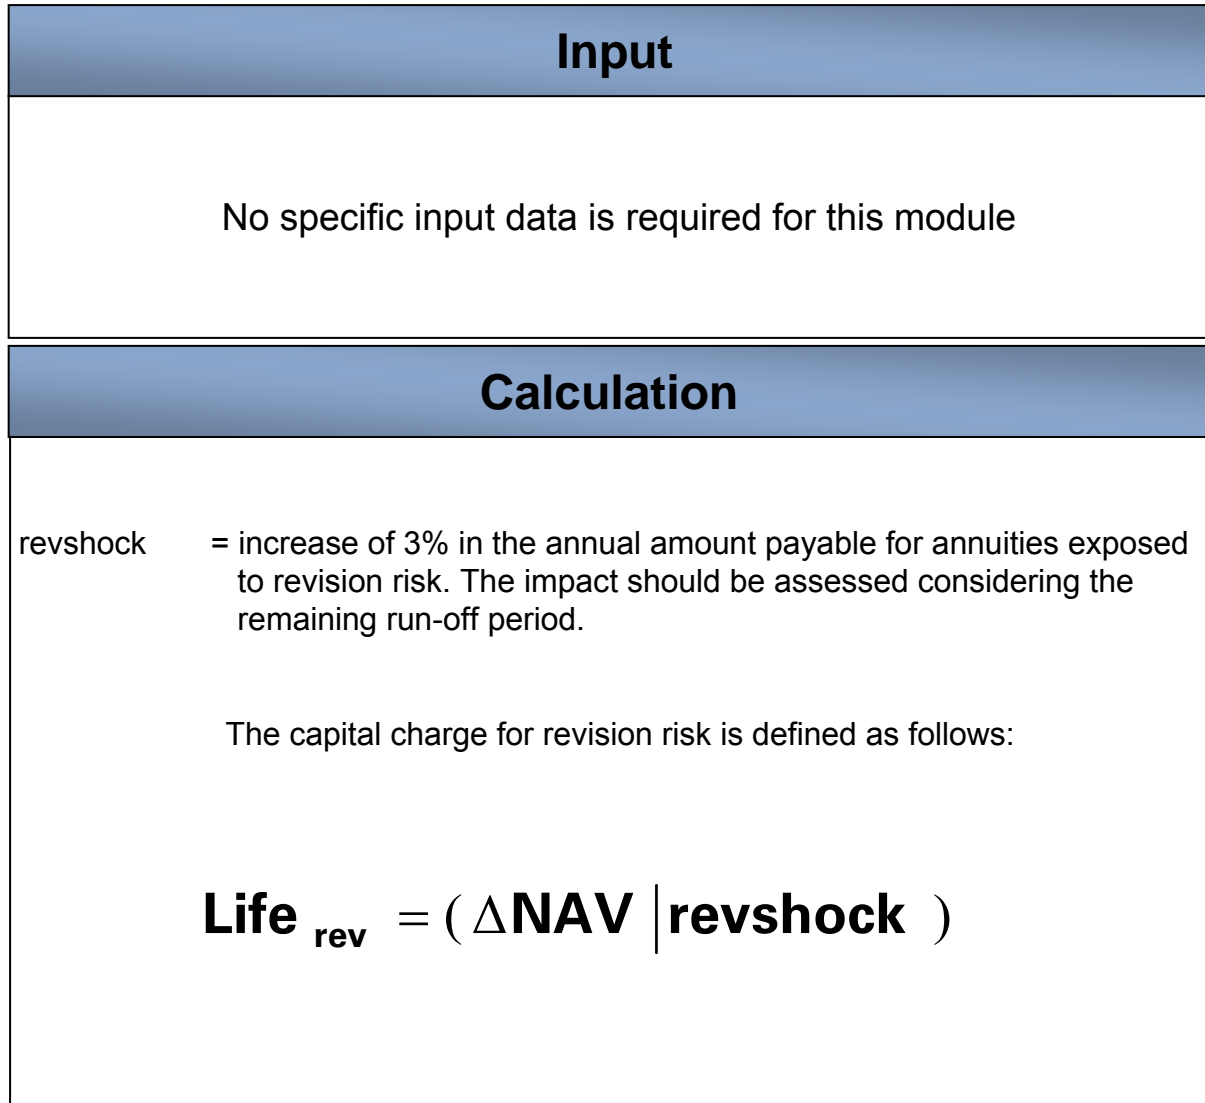 Input
No specific input data is required for this module
Calculation
revshock = increase of 3% in the annual amount payable for annuities exposed
to revision risk. The impact should be assessed considering the
remaining run-off period.
The capital charge for revision risk is defined as follows:
Life rev = ( ΔNAV | revshock )